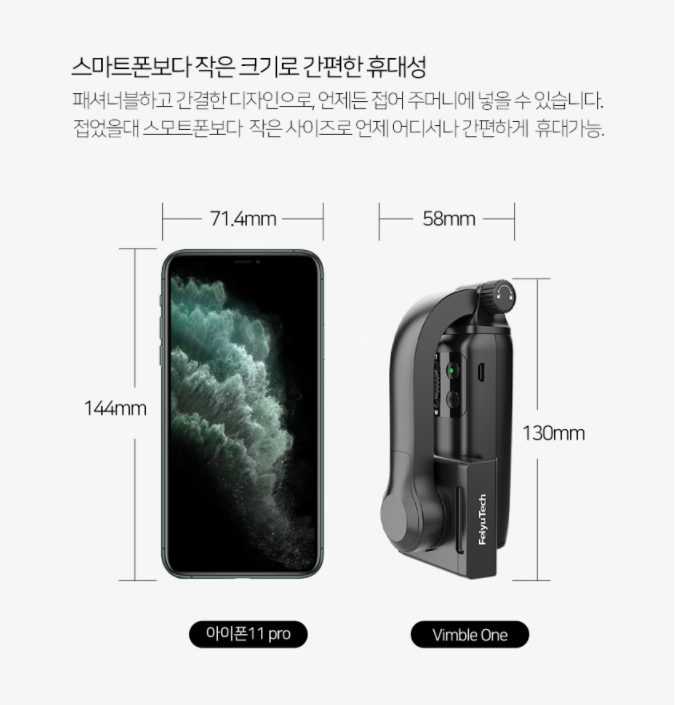 스마트폰보다 작은 크기로 간편한 휴대성
패셔너블하고 간결한 디자인으로, 언제든 접어 주머니에 넣을 수 있습니다.
접었을대 스모트폰보다 작은 사이즈로 언제 어디서나 간편하게 휴대가능.
71.4mm
58mm
144mm
130mm
FeiyuTech
아이폰11 pro
Vimble One